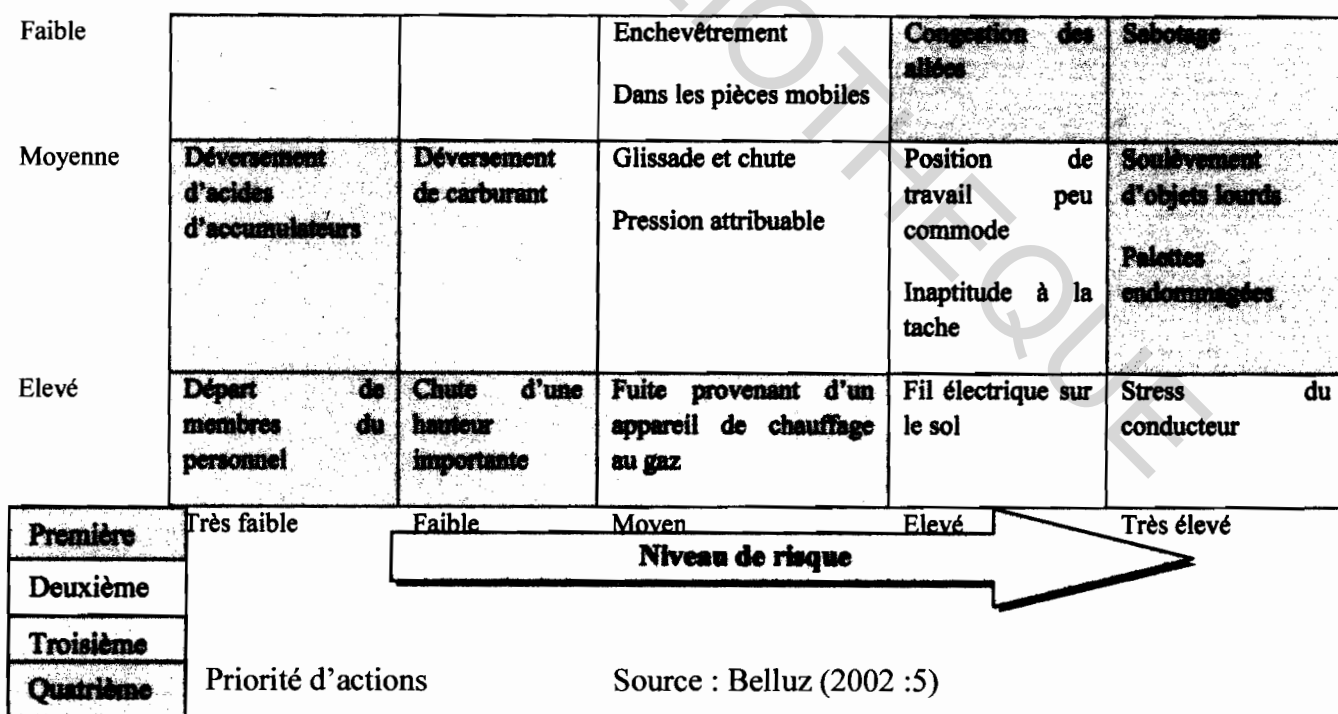 Faible
Enchevêtrement
Dans les pièces mobiles
Congestion des
allées
Sabotage
Moyenne
Déversement
d'acides
d'accumulateurs
Déversement
de carburant
Glissade et chute
Pression attribuable
Position de
travail peu
commode
Inaptitude à la
tache
Soulèvement
d'objets lourds
Palettes
endommagées
Elevé
Départ de
membres du
personnel
Chute d'une
hauteur
importante
Fuite provenant d'un
appareil de chauffage
au gaz
Fil électrique sur
le sol
Stress du
conducteur
Très faible
Faible
Moyen
Elevé
Très élevé
Niveau de risque
Première
Deuxième
Troisième
Quatrième
Priorité d'actions
Source : Belluz (2002 :5)
IOTHEQUE